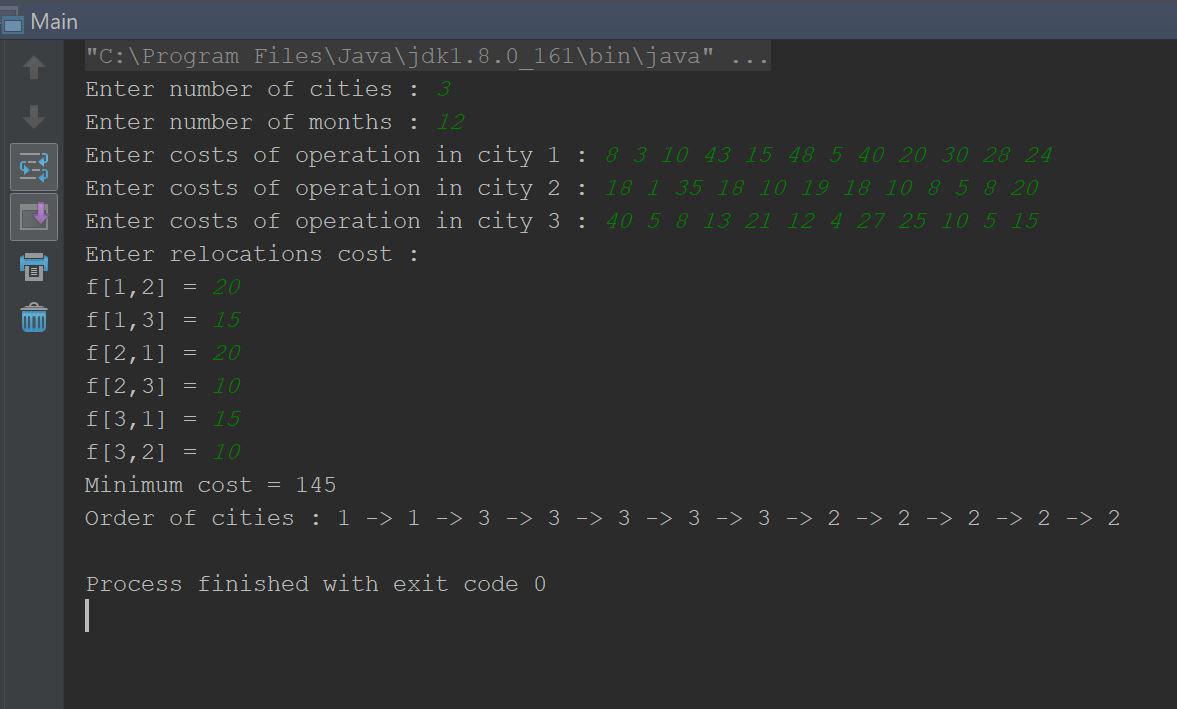 Main
"C:\Program Files\Java\jdk1.8.0_161\bin\java" ...
Enter number of cities : 3
Enter number of months : 12
Enter costs of operation in city 1 : 8 3 10 43 15 48 5 40 20 30 28 24
Enter costs of operation in city 2 : 18 1 35 18 10 19 18 10 8 5 8 20
Enter costs of operation in city 3 : 40 5 8 13 21 12 4 27 25 10 5 15
Enter relocations cost :
f[1,2] = 20
f[1,3] = 15
f[2,1] = 20
f[2,3] = 10
f[3,1] = 15
f[3,2] = 10
Minimum cost = 145
Order of cities : 1 -> 1 -> 3 -> 3 -> 3 -> 3 -> 3 -> 2 -> 2 -> 2 -> 2 -> 2
Process finished with exit code 0